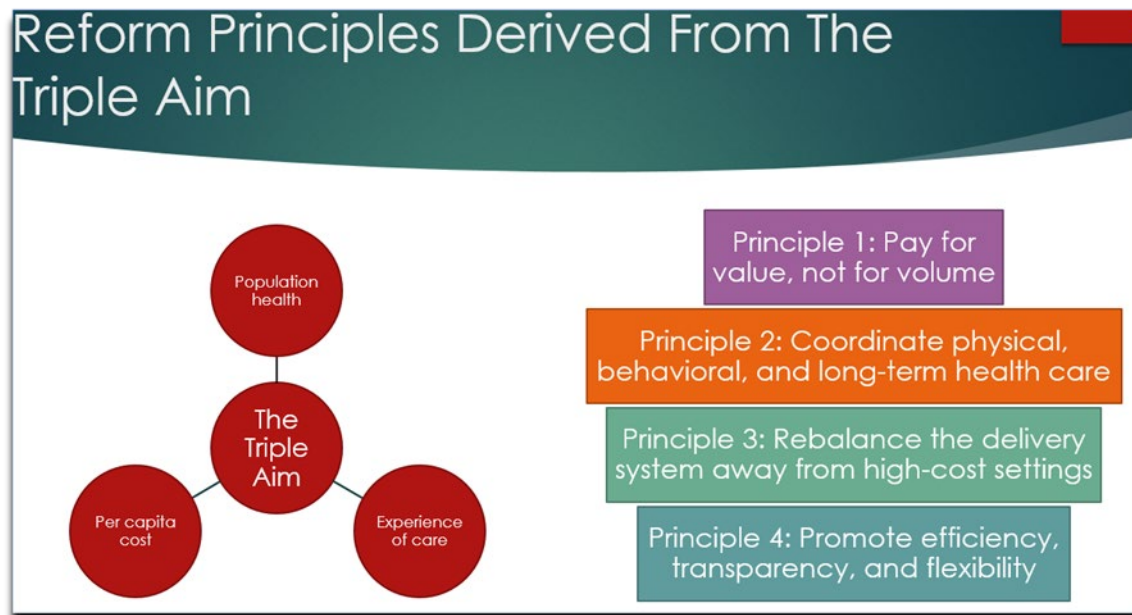 Reform Principles Derived From The
Triple Aim
Population
health
The
Triple
Aim
Per capita
cost
Experience
of care
Principle 1: Pay for
value, not for volume
Principle 2: Coordinate physical,
behavioral, and long-term health care
Principle 3: Rebalance the delivery
system away from high-cost settings
Principle 4: Promote efficiency,
transparency, and flexibility